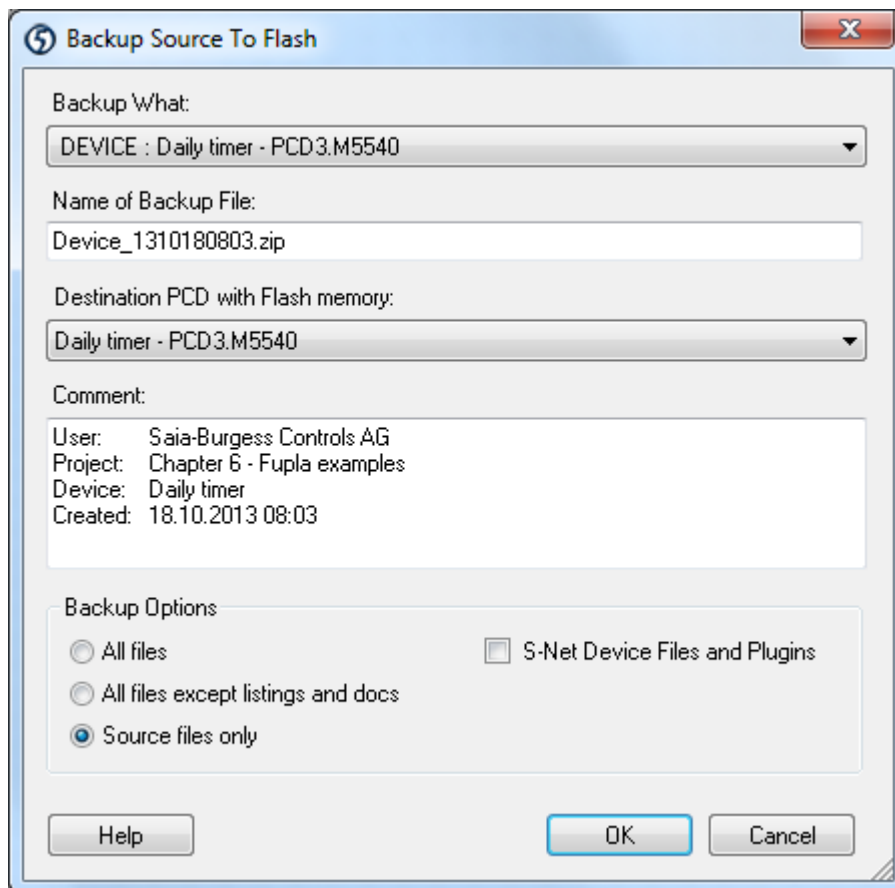 Backup Source To Flash
Backup What:
DEVICE : Daily timer - PCD3.M5540
Name of Backup File:
Device_1310180803.zip
Destination PCD with Flash memory:
Daily timer - PCD3.M5540
Comment:
User: Saia-Burgess Controls AG
Project: Chapter 6 - Fupla examples
Device: Daily timer
Created: 18.10.2013 08:03
Backup Options
All files
S-Net Device Files and Plugins
All files except listings and docs
Source files only
Help
OK
Cancel